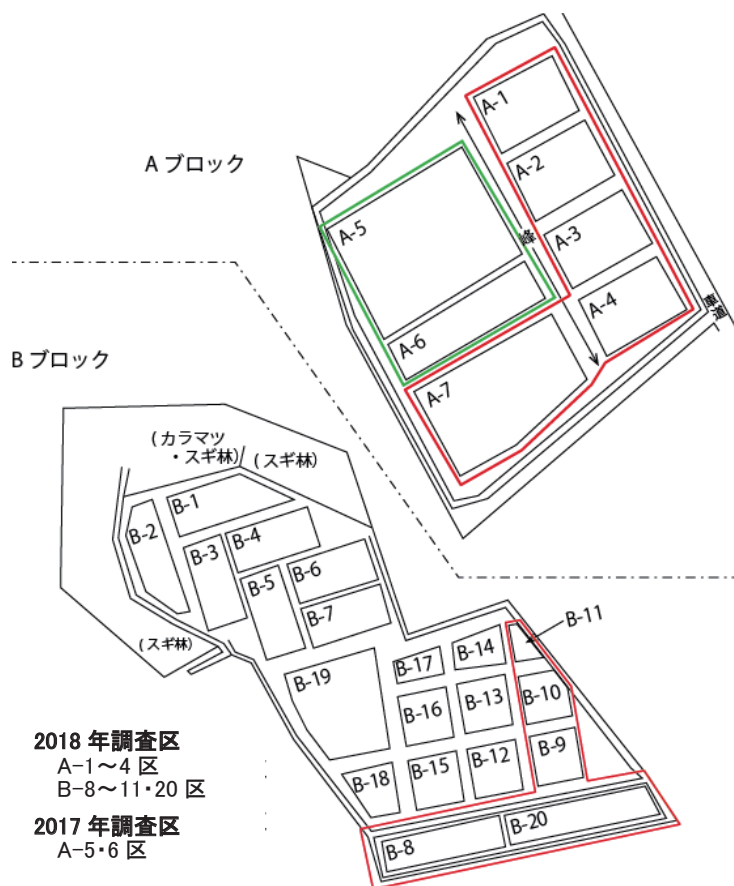 A ブロック
A-1
A-2
A-3
A-4
A-5
A-6
A-7
峰
車道
B ブロック
(カラマツ
・スギ林)
(スギ林)
B-1
B-2
B-3
B-4
B-5
B-6
B-7
(スギ林)
B-11
B-14
B-17
B-19
B-10
B-13
B-16
B-9
B-12
B-15
B-18
B-20
B-8
2018 年調査区
A-1~4 区
B-8~11・20 区
2017 年調査区
A-5・6 区